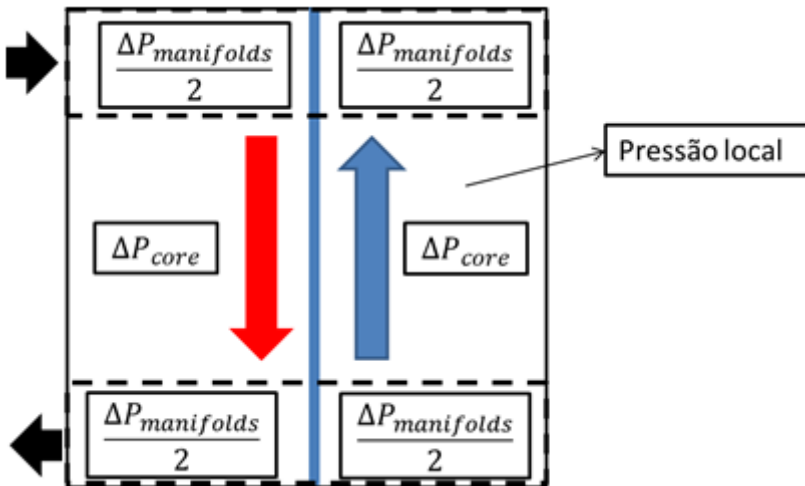 ΔP_manifolds / 2
ΔP_manifolds / 2
Pressão local
ΔP_core
ΔP_core
ΔP_manifolds / 2
ΔP_manifolds / 2